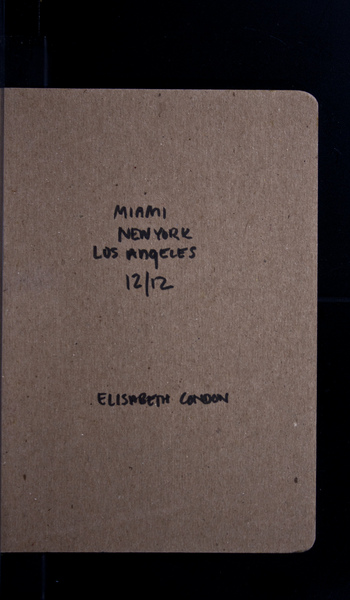 MIAMI
NEW YORK
LOS ANGELES
12/12
ELISABETH CONDON